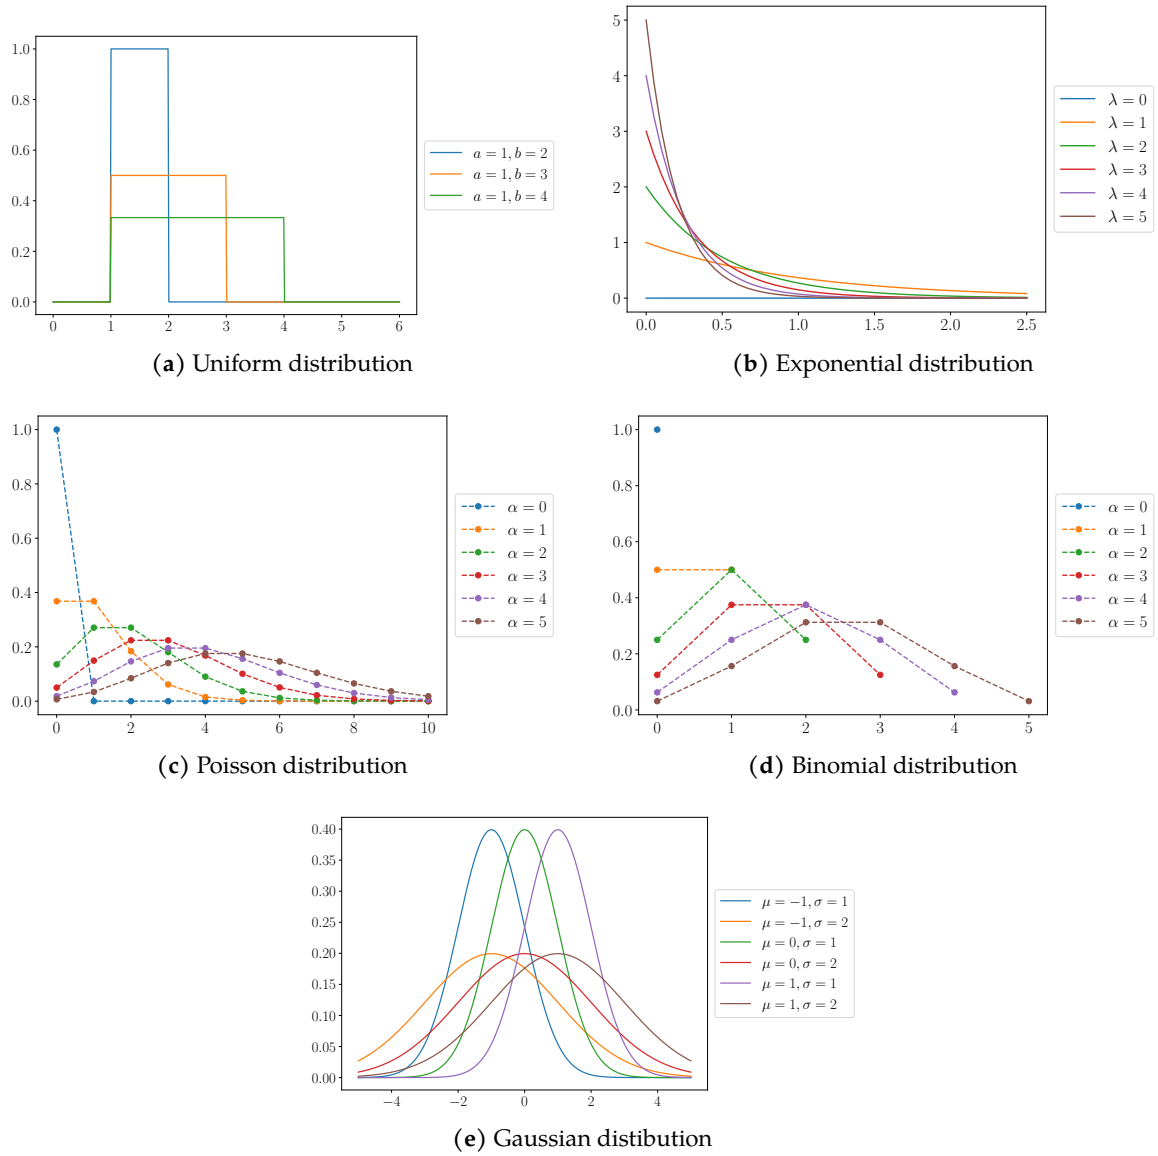 1.0
0.8
0.6
0.4
0.2
0.0
0 1 2 3 4 5 6
a = 1, b = 2
a = 1, b = 3
a = 1, b = 4
(a) Uniform distribution
5
4
3
2
1
0
0.0 0.5 1.0 1.5 2.0 2.5
λ = 0
λ = 1
λ = 2
λ = 3
λ = 4
λ = 5
(b) Exponential distribution
1.0
0.8
0.6
0.4
0.2
0.0
0 2 4 6 8 10
α = 0
α = 1
α = 2
α = 3
α = 4
α = 5
(c) Poisson distribution
1.0
0.8
0.6
0.4
0.2
0.0
0 1 2 3 4 5
α = 0
α = 1
α = 2
α = 3
α = 4
α = 5
(d) Binomial distribution
0.40
0.35
0.30
0.25
0.20
0.15
0.10
0.05
0.00
−4 −2 0 2 4
μ = −1, σ = 1
μ = −1, σ = 2
μ = 0, σ = 1
μ = 0, σ = 2
μ = 1, σ = 1
μ = 1, σ = 2
(e) Gaussian distibution